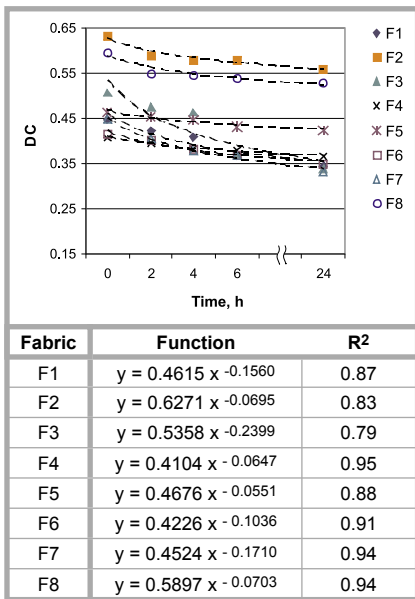 DC
0.65
0.55
0.45
0.35
0.25
0.15
0 2 4 6 24
Time, h
F1
F2
F3
F4
F5
F6
F7
F8
Fabric Function R²
F1 y = 0.4615 x ⁻⁰·¹⁵⁶⁰ 0.87
F2 y = 0.6271 x ⁻⁰·⁰⁶⁹⁵ 0.83
F3 y = 0.5358 x ⁻⁰·²³⁹⁹ 0.79
F4 y = 0.4104 x ⁻⁰·⁰⁶⁴⁷ 0.95
F5 y = 0.4676 x ⁻⁰·⁰⁵⁵¹ 0.88
F6 y = 0.4226 x ⁻⁰·¹⁰³⁶ 0.91
F7 y = 0.4524 x ⁻⁰·¹⁷¹⁰ 0.94
F8 y = 0.5897 x ⁻⁰·⁰⁷⁰³ 0.94